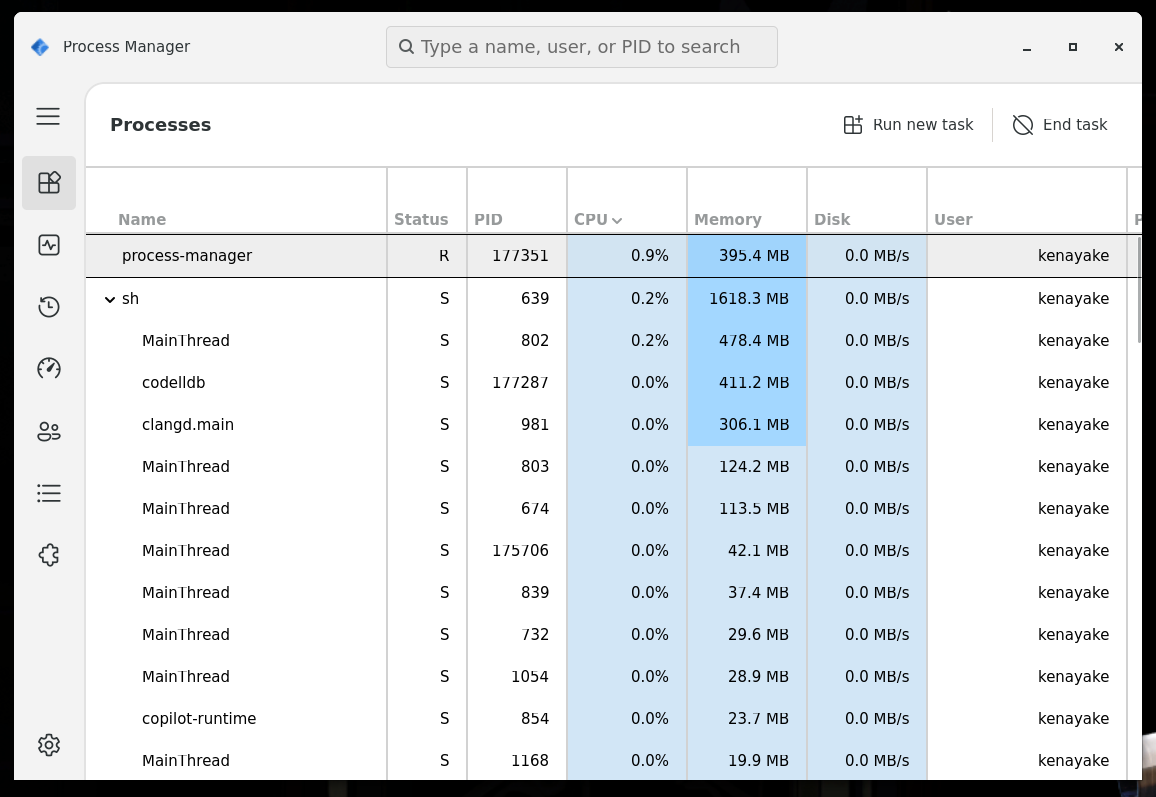 Process Manager
Type a name, user, or PID to search
Processes
Run new task
End task
Name Status PID CPU Memory Disk User
process-manager R 177351 0.9% 395.4 MB 0.0 MB/s kenayake
sh S 639 0.2% 1618.3 MB 0.0 MB/s kenayake
MainThread S 802 0.2% 478.4 MB 0.0 MB/s kenayake
codelldb S 177287 0.0% 411.2 MB 0.0 MB/s kenayake
clangd.main S 981 0.0% 306.1 MB 0.0 MB/s kenayake
MainThread S 803 0.0% 124.2 MB 0.0 MB/s kenayake
MainThread S 674 0.0% 113.5 MB 0.0 MB/s kenayake
MainThread S 175706 0.0% 42.1 MB 0.0 MB/s kenayake
MainThread S 839 0.0% 37.4 MB 0.0 MB/s kenayake
MainThread S 732 0.0% 29.6 MB 0.0 MB/s kenayake
MainThread S 1054 0.0% 28.9 MB 0.0 MB/s kenayake
copilot-runtime S 854 0.0% 23.7 MB 0.0 MB/s kenayake
MainThread S 1168 0.0% 19.9 MB 0.0 MB/s kenayake